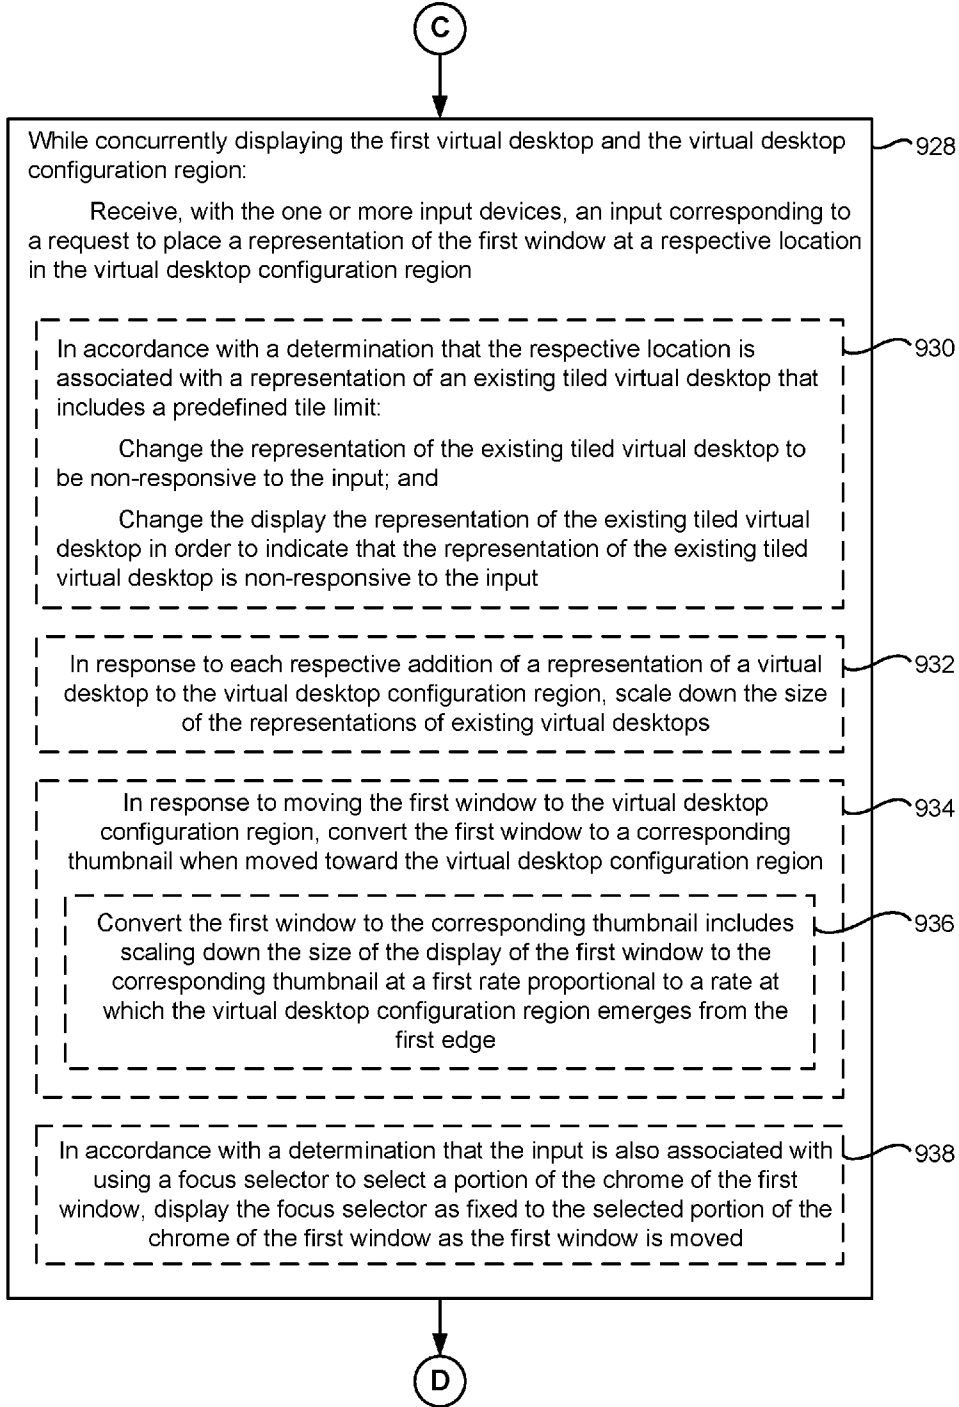 C
While concurrently displaying the first virtual desktop and the virtual desktop
configuration region:
928
Receive, with the one or more input devices, an input corresponding to
a request to place a representation of the first window at a respective location
in the virtual desktop configuration region
In accordance with a determination that the respective location is
associated with a representation of an existing tiled virtual desktop that
includes a predefined tile limit:
930
Change the representation of the existing tiled virtual desktop to
be non-responsive to the input; and
Change the display the representation of the existing tiled virtual
desktop in order to indicate that the representation of the existing tiled
virtual desktop is non-responsive to the input
In response to each respective addition of a representation of a virtual
desktop to the virtual desktop configuration region, scale down the size
of the representations of existing virtual desktops
932
In response to moving the first window to the virtual desktop
configuration region, convert the first window to a corresponding
thumbnail when moved toward the virtual desktop configuration region
934
Convert the first window to the corresponding thumbnail includes
scaling down the size of the display of the first window to the
corresponding thumbnail at a first rate proportional to a rate at
which the virtual desktop configuration region emerges from the
first edge
936
In accordance with a determination that the input is also associated with
using a focus selector to select a portion of the chrome of the first
window, display the focus selector as fixed to the selected portion of the
chrome of the first window as the first window is moved
938
D